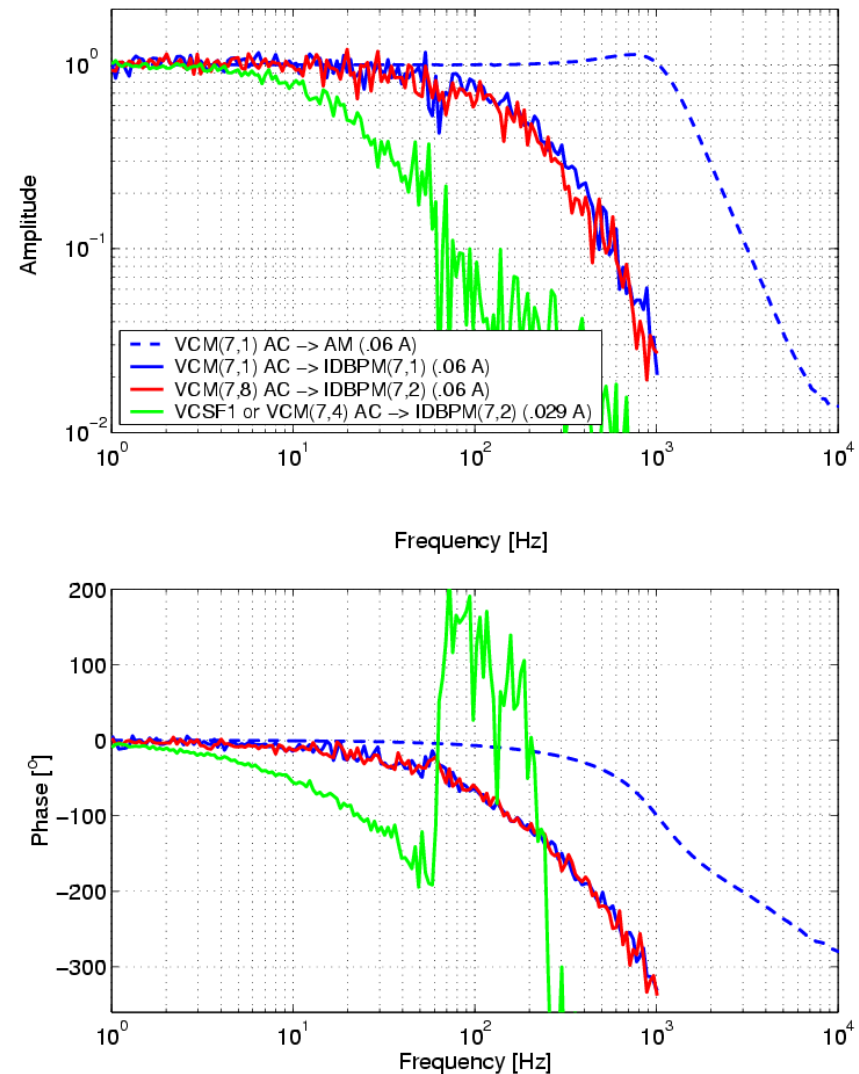 10^0
10^-1
10^-2
Amplitude
VCM(7,1) AC -> AM (.06 A)
VCM(7,1) AC -> IDBPM(7,1) (.06 A)
VCM(7,8) AC -> IDBPM(7,2) (.06 A)
VCSF1 or VCM(7,4) AC -> IDBPM(7,2) (.029 A)
10^0 10^1 10^2 10^3 10^4
Frequency [Hz]
200
100
0
-100
-200
-300
Phase [°]
10^0 10^1 10^2 10^3 10^4
Frequency [Hz]